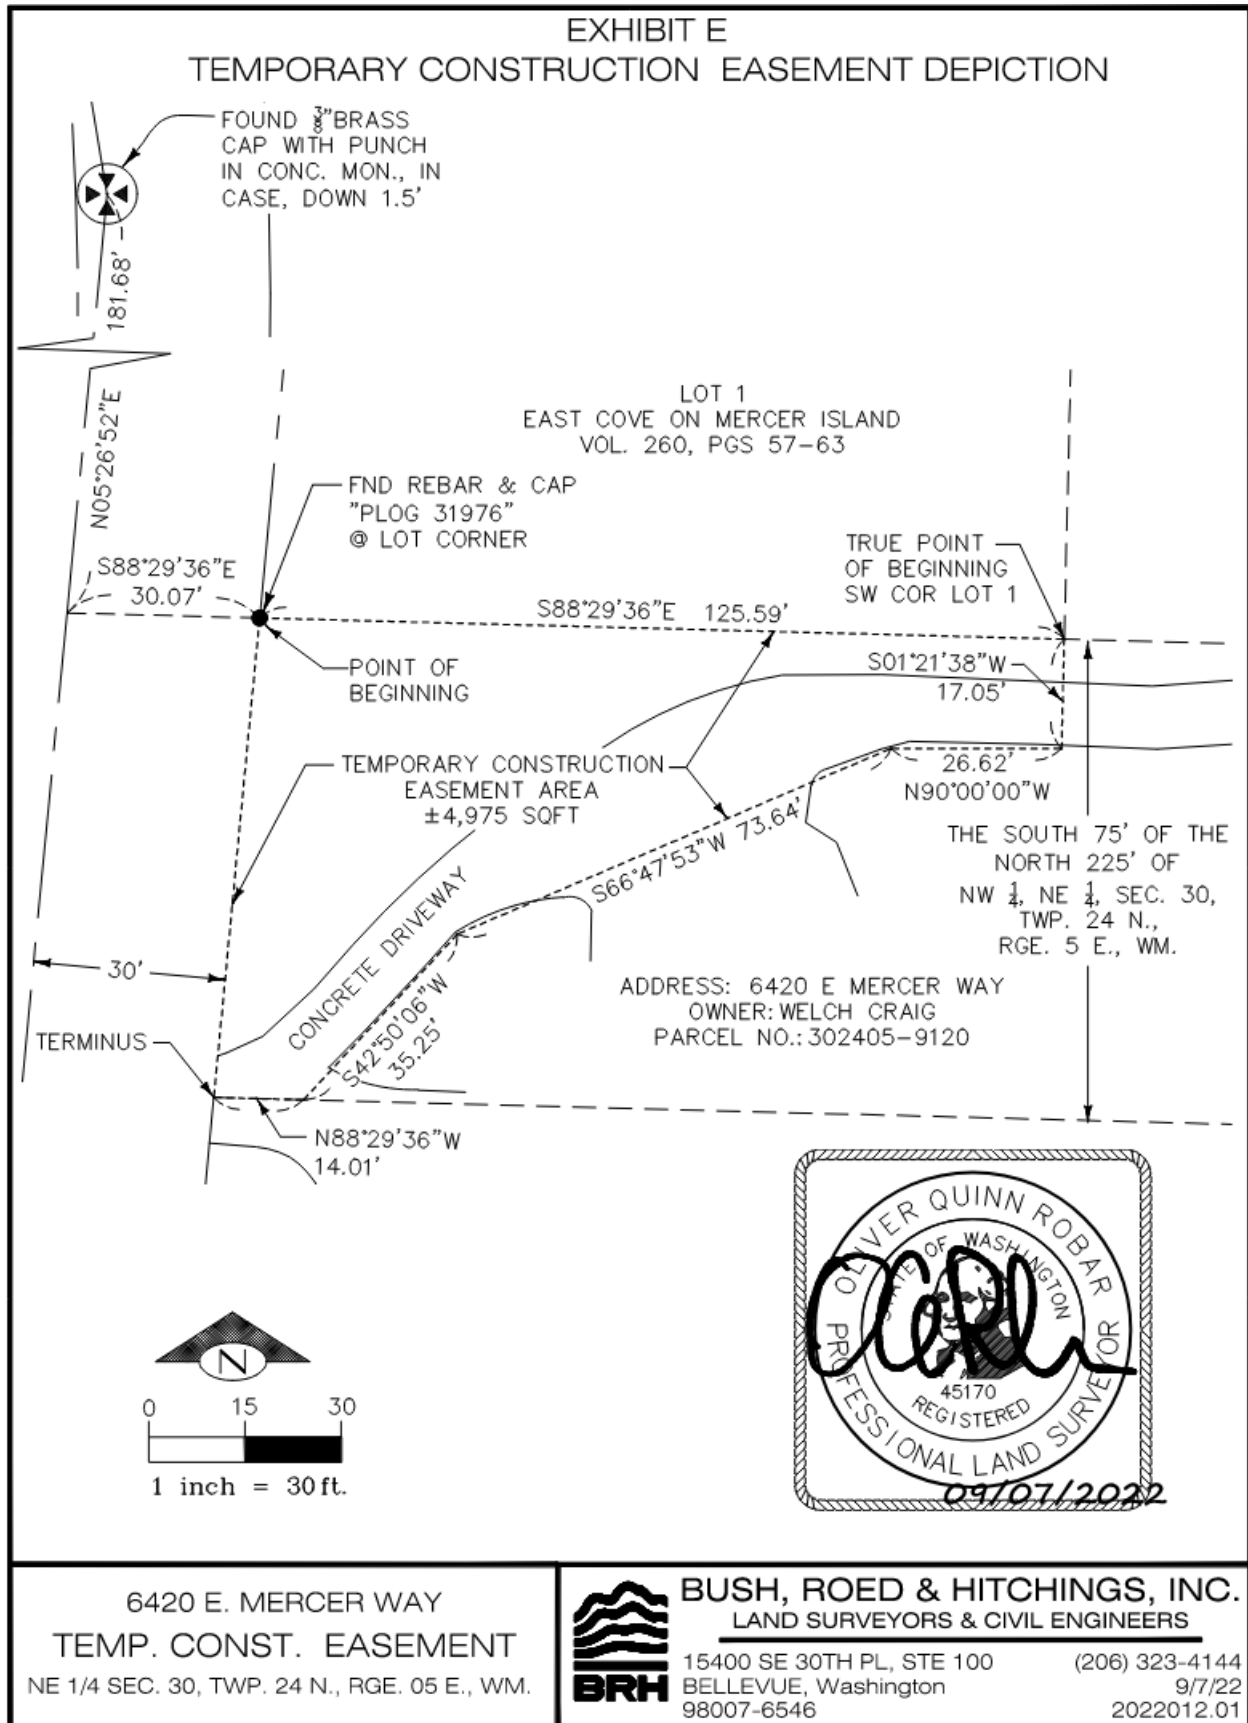 EXHIBIT E
TEMPORARY CONSTRUCTION EASEMENT DEPICTION
FOUND 3/8" BRASS
CAP WITH PUNCH
IN CONC. MON., IN
CASE, DOWN 1.5'
181.68'
N05°26'52"E
LOT 1
EAST COVE ON MERCER ISLAND
VOL. 260, PGS 57-63
FND REBAR & CAP
"PLOG 31976"
@ LOT CORNER
TRUE POINT
OF BEGINNING
SW COR LOT 1
S88°29'36"E
30.07'
S88°29'36"E 125.59'
POINT OF
BEGINNING
S01°21'38"W
17.05'
TEMPORARY CONSTRUCTION
EASEMENT AREA
±4,975 SQFT
26.62'
N90°00'00"W
S66°47'53"W 73.64'
THE SOUTH 75' OF THE
NORTH 225' OF
NW 1/4, NE 1/4, SEC. 30,
TWP. 24 N.,
RGE. 5 E., WM.
CONCRETE DRIVEWAY
30'
ADDRESS: 6420 E MERCER WAY
OWNER: WELCH CRAIG
PARCEL NO.: 302405-9120
S42°50'06"W
35.25'
TERMINUS
N88°29'36"W
14.01'
OLIVER QUINN ROBAR
STATE OF WASHINGTON
45170
REGISTERED
PROFESSIONAL LAND SURVEYOR
09/07/2022
N
0 15 30
1 inch = 30 ft.
6420 E. MERCER WAY
TEMP. CONST. EASEMENT
NE 1/4 SEC. 30, TWP. 24 N., RGE. 05 E., WM.
BRH
BUSH, ROED & HITCHINGS, INC.
LAND SURVEYORS & CIVIL ENGINEERS
15400 SE 30TH PL, STE 100 (206) 323-4144
BELLEVUE, Washington 9/7/22
98007-6546 2022012.01